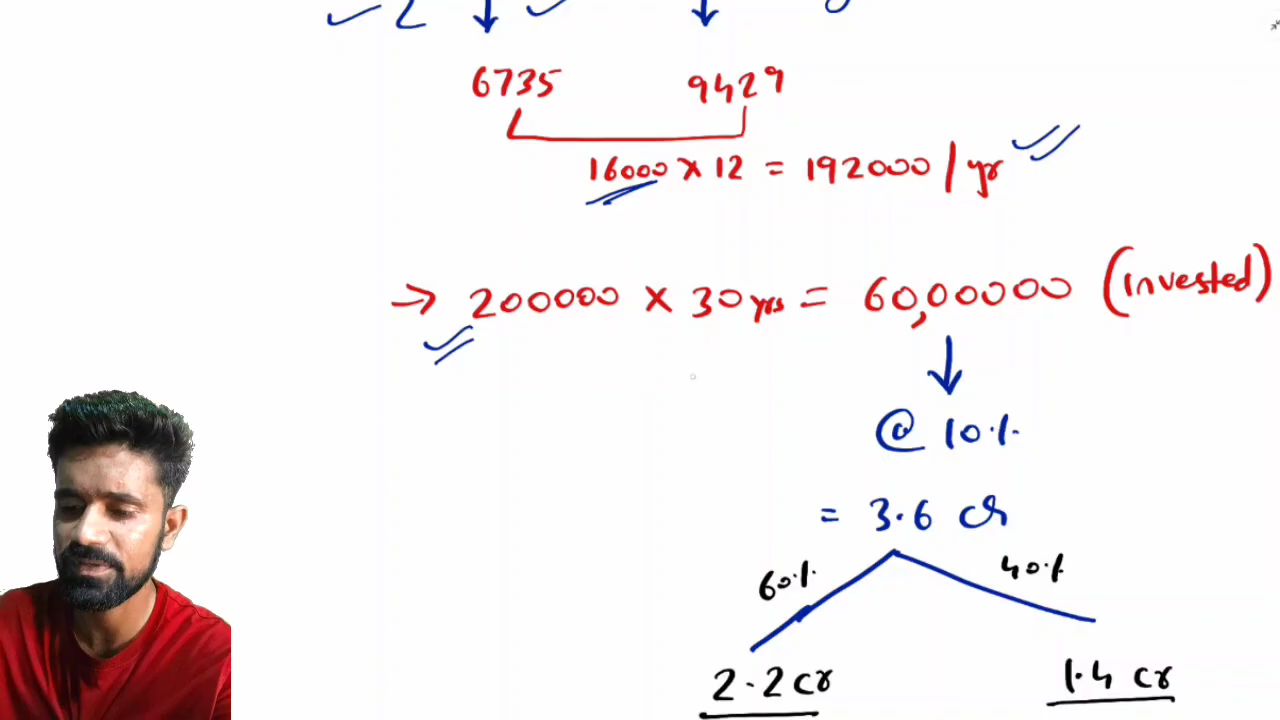 6735 9429
16000 × 12 = 192000 / yr
→ 200000 × 30 yrs = 60,00000 (invested)
@ 10%
= 3.6 cr
60% 40%
2.2 cr 1.4 cr